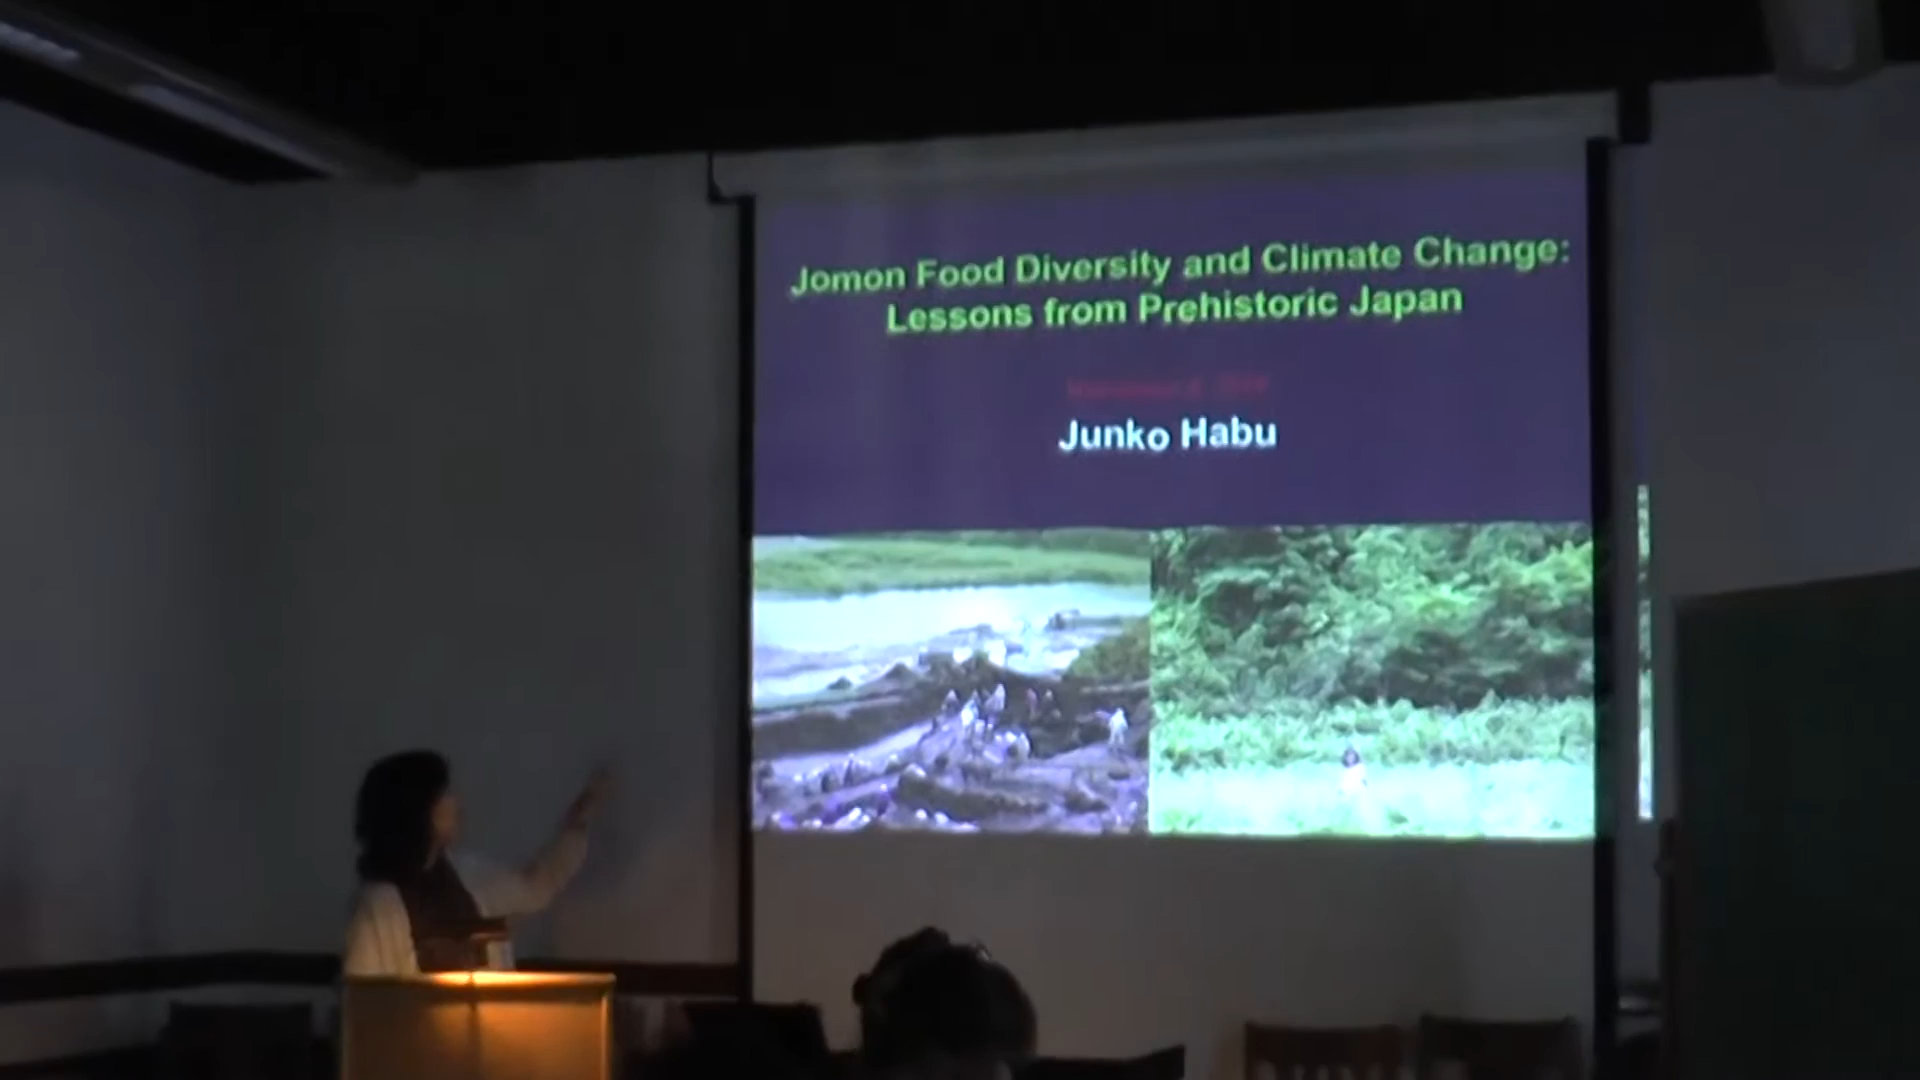 Jomon Food Diversity and Climate Change:
Lessons from Prehistoric Japan
Junko Habu